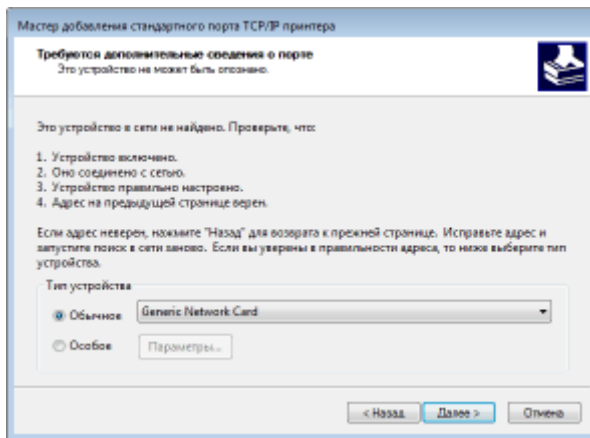 Мастер добавления стандартного порта TCP/IP принтера
Требуются дополнительные сведения о порте
Это устройство не может быть опознано.
Это устройство в сети не найдено. Проверьте, что:
1. Устройство включено.
2. Оно соединено с сетью.
3. Устройство правильно настроено.
4. Адрес на предыдущей странице верен.
Если адрес неверен, нажмите "Назад" для возврата к прежней странице. Исправьте адрес и
запустите поиск в сети заново. Если вы уверены в правильности адреса, то ниже выберите тип
устройства.
Тип устройства
Обычное
Generic Network Card
Особое
Параметры...
< Назад
Далее >
Отмена